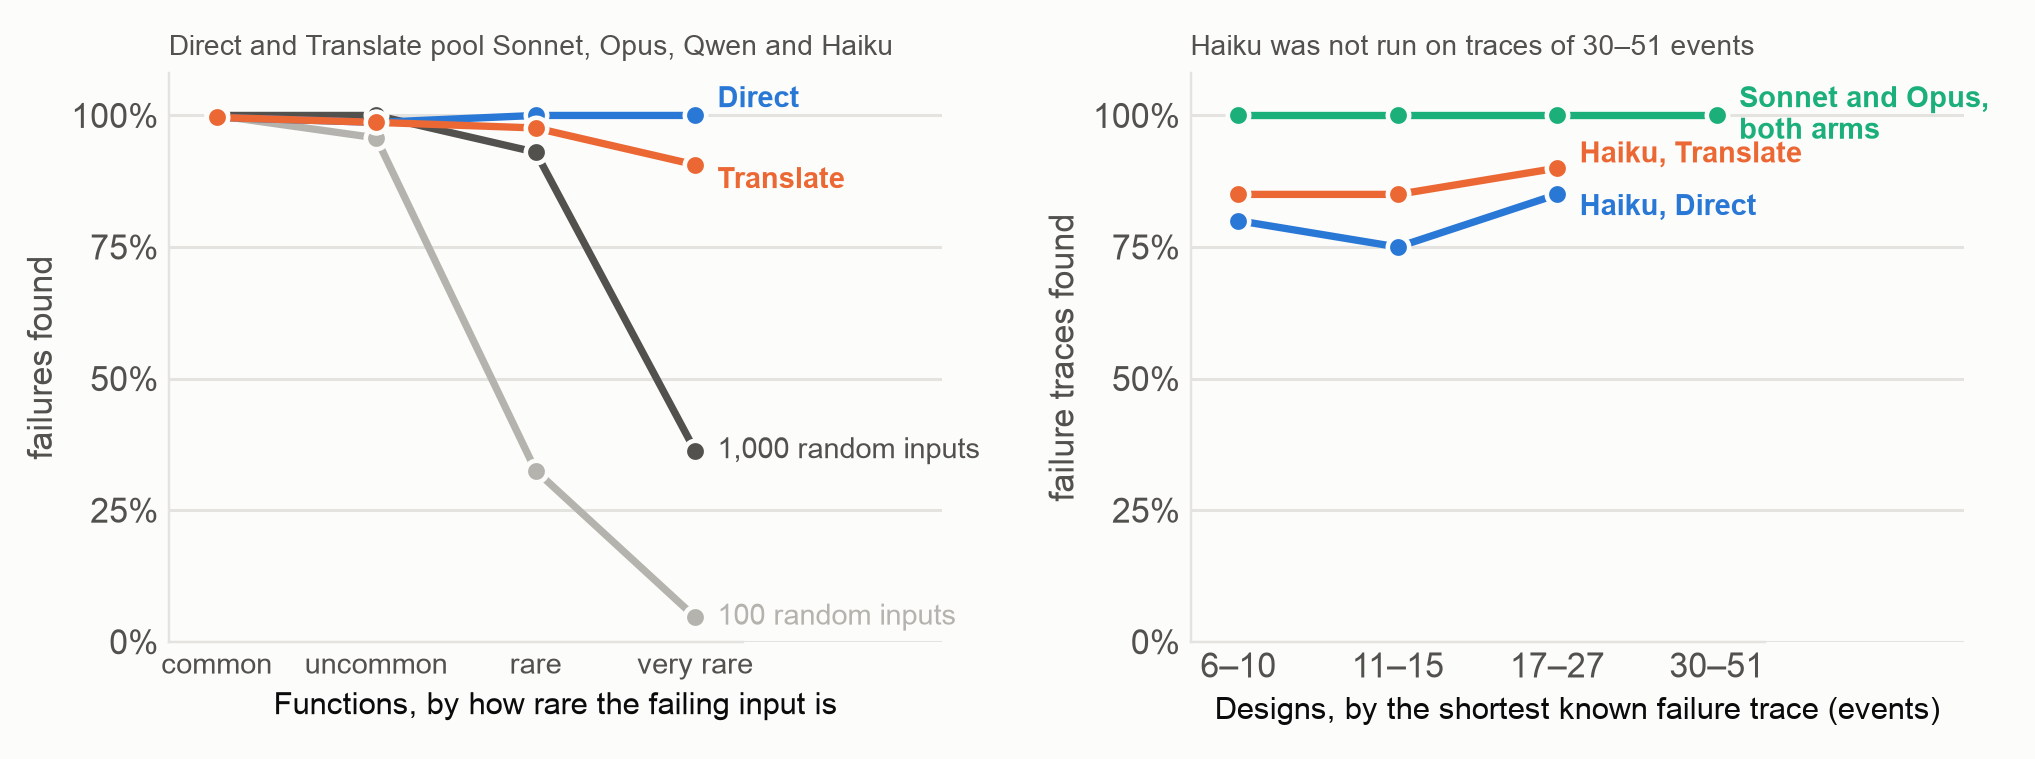 Direct and Translate pool Sonnet, Opus, Qwen and Haiku
100%
75%
50%
25%
0%
failures found
Direct
Translate
1,000 random inputs
100 random inputs
common
uncommon
rare
very rare
Functions, by how rare the failing input is
Haiku was not run on traces of 30–51 events
100%
75%
50%
25%
0%
failure traces found
Sonnet and Opus,
both arms
Haiku, Translate
Haiku, Direct
6–10
11–15
17–27
30–51
Designs, by the shortest known failure trace (events)